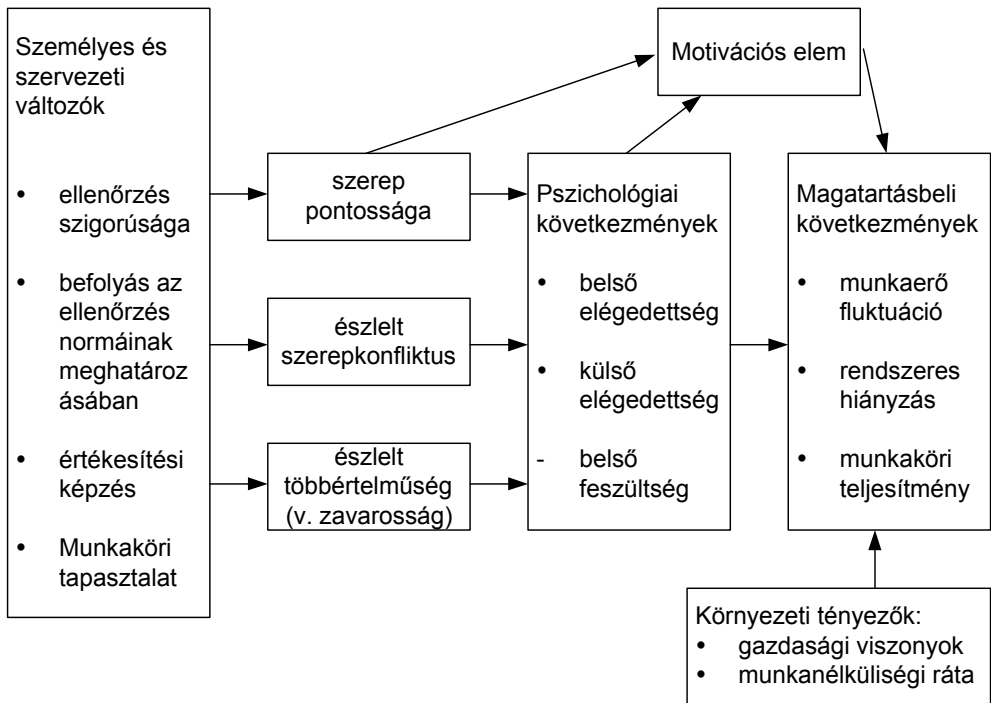 Személyes és
szervezeti
változók
• ellenőrzés
szigorúsága
• befolyás az
ellenőrzés
normáinak
meghatároz
ásában
• értékesítési
képzés
• Munkaköri
tapasztalat
szerep
pontossága
észlelt
szerepkonfliktus
észlelt
többértelműség
(v. zavarosság)
Motivációs elem
Pszichológiai
következmények
• belső
elégedettség
• külső
elégedettség
- belső
feszültség
Magatartásbeli
következmények
• munkaerő
fluktuáció
• rendszeres
hiányzás
• munkaköri
teljesítmény
Környezeti tényezők:
• gazdasági viszonyok
• munkanélküliségi ráta